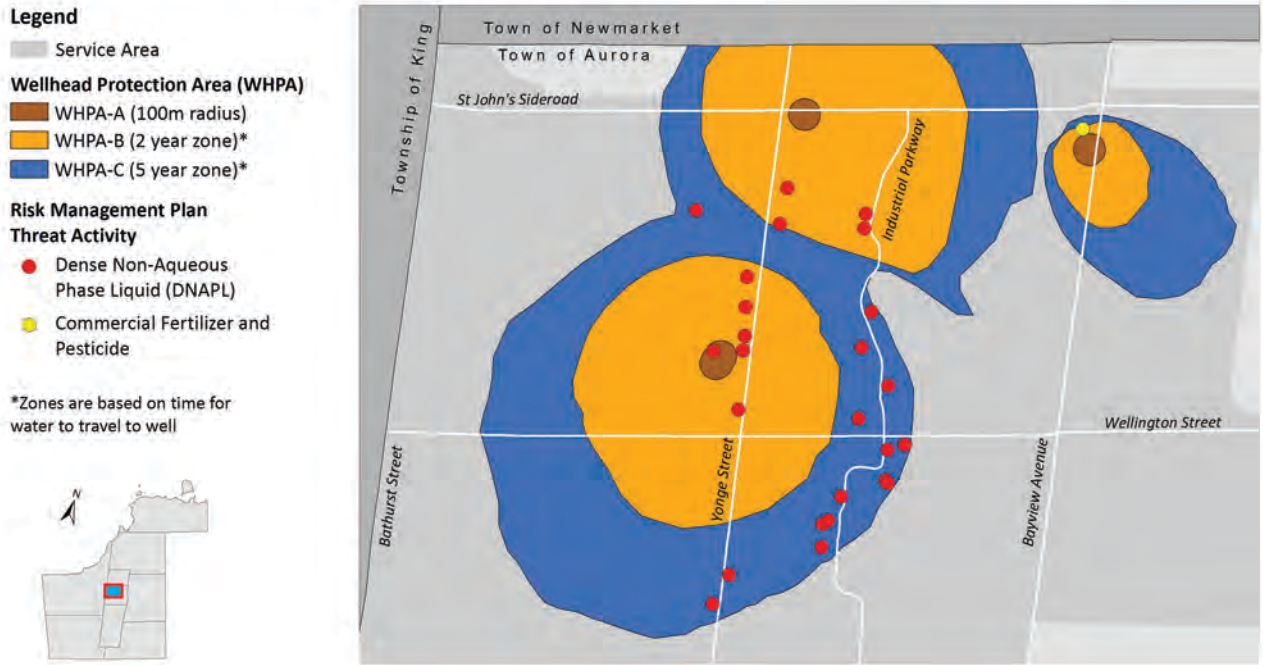 Legend
Service Area
Wellhead Protection Area (WHPA)
WHPA-A (100m radius)
WHPA-B (2 year zone)*
WHPA-C (5 year zone)*
Risk Management Plan
Threat Activity
Dense Non-Aqueous
Phase Liquid (DNAPL)
Commercial Fertilizer and
Pesticide
*Zones are based on time for
water to travel to well
N
Township of King
Town of Newmarket
Town of Aurora
St John's Sideroad
Industrial Parkway
Wellington Street
Bathurst Street
Yonge Street
Bayview Avenue